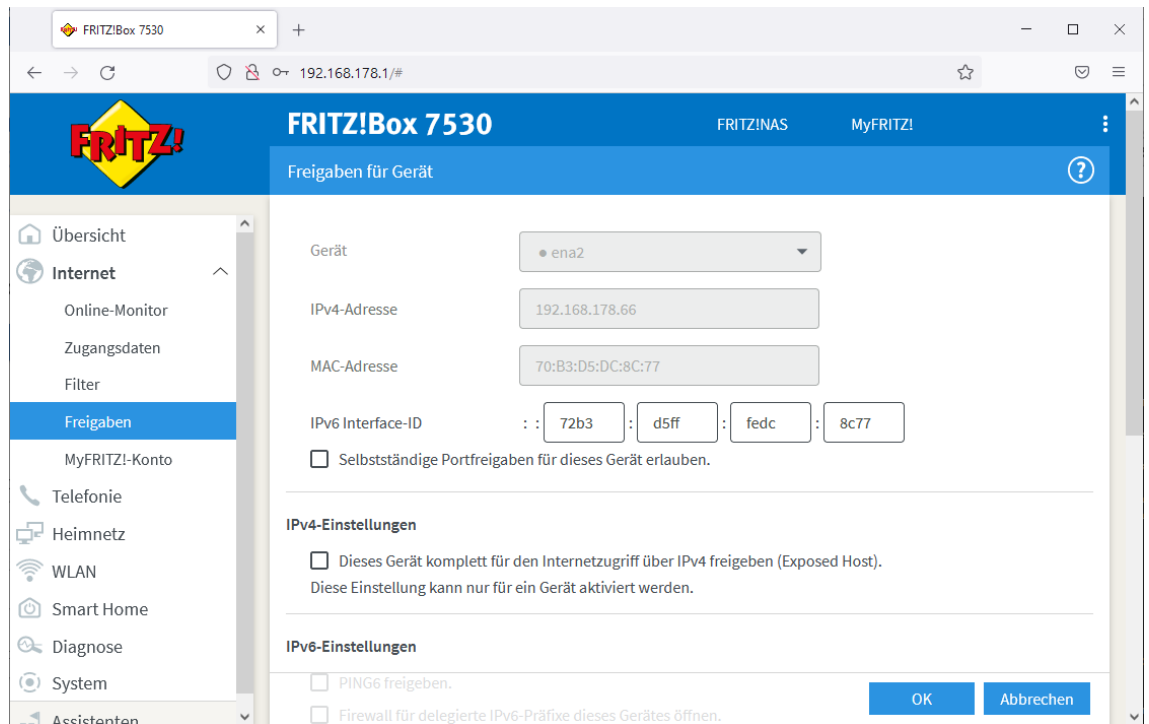 FRITZ!Box 7530
192.168.178.1/#
FRITZ!
FRITZ!Box 7530
FRITZ!NAS
MyFRITZ!
Freigaben für Gerät
Übersicht
Internet
Online-Monitor
Zugangsdaten
Filter
Freigaben
MyFRITZ!-Konto
Telefonie
Heimnetz
WLAN
Smart Home
Diagnose
System
Assistenten
Gerät
ena2
IPv4-Adresse
192.168.178.66
MAC-Adresse
70:B3:D5:DC:8C:77
IPv6 Interface-ID : : 72b3 : d5ff : fedc : 8c77
Selbstständige Portfreigaben für dieses Gerät erlauben.
IPv4-Einstellungen
Dieses Gerät komplett für den Internetzugriff über IPv4 freigeben (Exposed Host).
Diese Einstellung kann nur für ein Gerät aktiviert werden.
IPv6-Einstellungen
PING6 freigeben.
Firewall für delegierte IPv6-Präfixe dieses Gerätes öffnen.
OK
Abbrechen